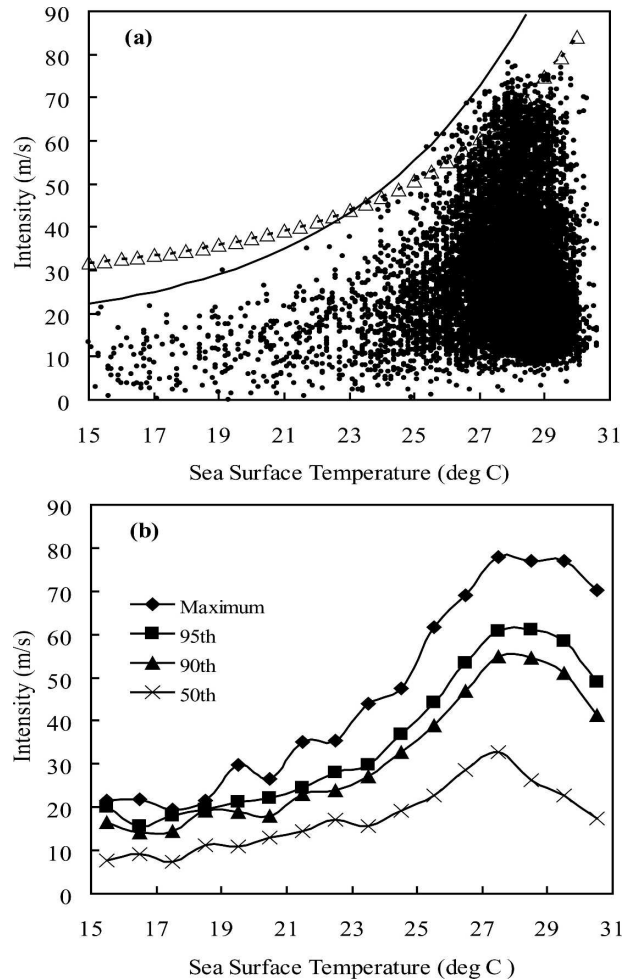 (a)
90
80
70
60
50
40
30
20
10
0
Intensity (m/s)
15 17 19 21 23 25 27 29 31
Sea Surface Temperature (deg C)
(b)
90
80
70
60
50
40
30
20
10
0
Intensity (m/s)
Maximum
95th
90th
50th
15 17 19 21 23 25 27 29 31
Sea Surface Temperature (deg C )